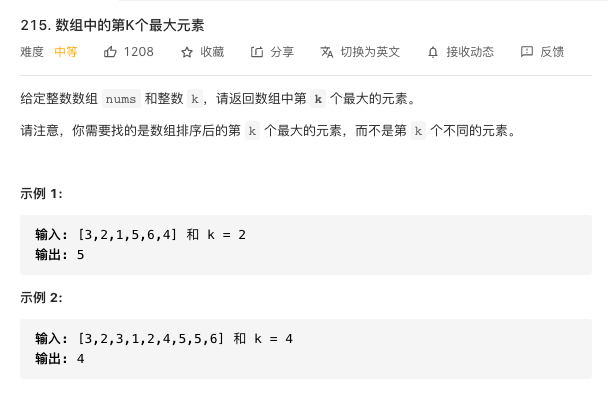 215. 数组中的第K个最大元素
难度 中等 1208 收藏 分享 切换为英文 接收动态 反馈
给定整数数组 nums 和整数 k，请返回数组中第 k 个最大的元素。
请注意，你需要找的是数组排序后的第 k 个最大的元素，而不是第 k 个不同的元素。
示例 1:
输入: [3,2,1,5,6,4] 和 k = 2
输出: 5
示例 2:
输入: [3,2,3,1,2,4,5,5,6] 和 k = 4
输出: 4